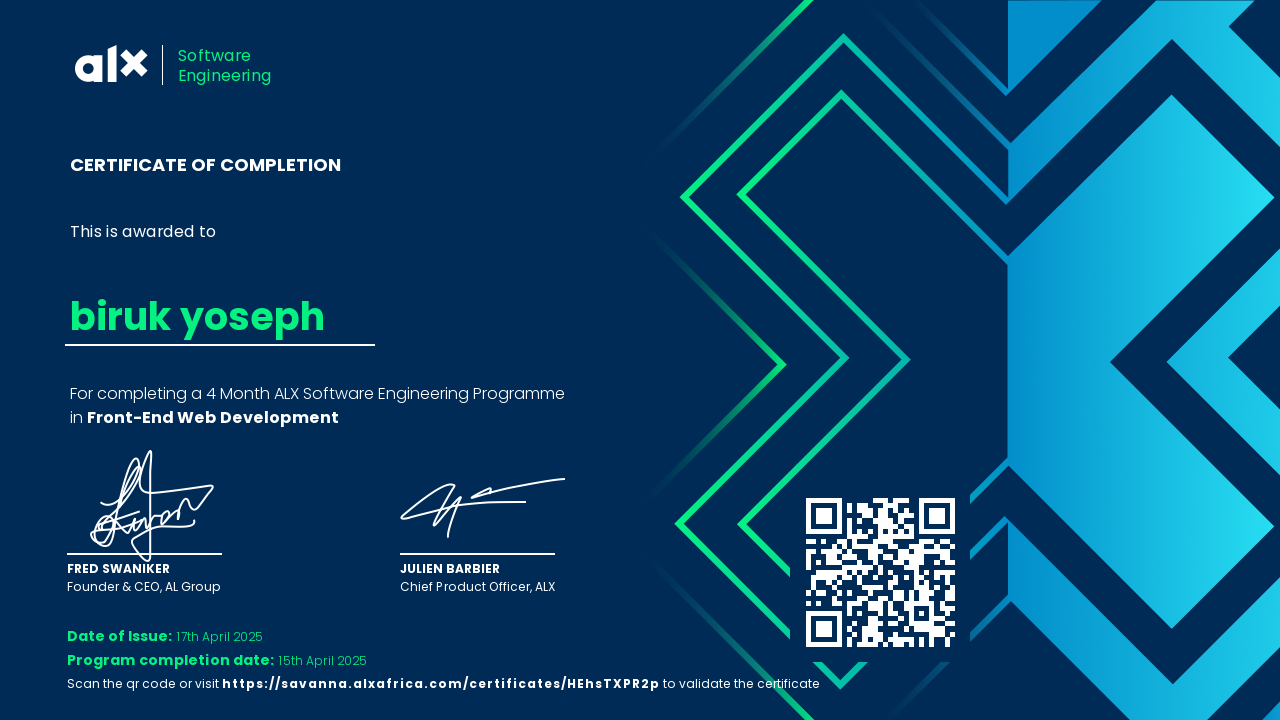 alx
Software
Engineering
CERTIFICATE OF COMPLETION
This is awarded to
biruk yoseph
For completing a 4 Month ALX Software Engineering Programme
in Front-End Web Development
FRED SWANIKER
Founder & CEO, AL Group
JULIEN BARBIER
Chief Product Officer, ALX
Date of Issue: 17th April 2025
Program completion date: 15th April 2025
Scan the qr code or visit https://savanna.alxafrica.com/certificates/HEhsTXPR2p to validate the certificate